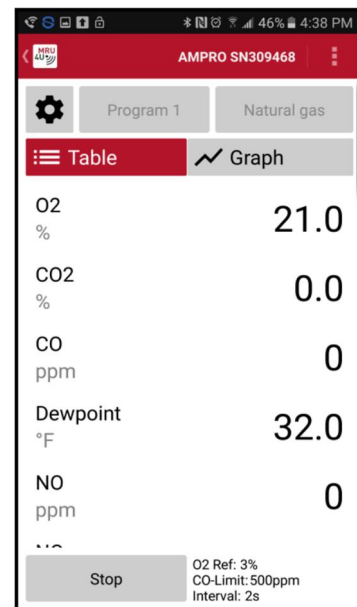 46% 4:38 PM
MRU
4U
AMPRO SN309468
Program 1
Natural gas
Table
Graph
O2
%
21.0
CO2
%
0.0
CO
ppm
0
Dewpoint
°F
32.0
NO
ppm
0
Stop
O2 Ref: 3%
CO-Limit:500ppm
Interval: 2s